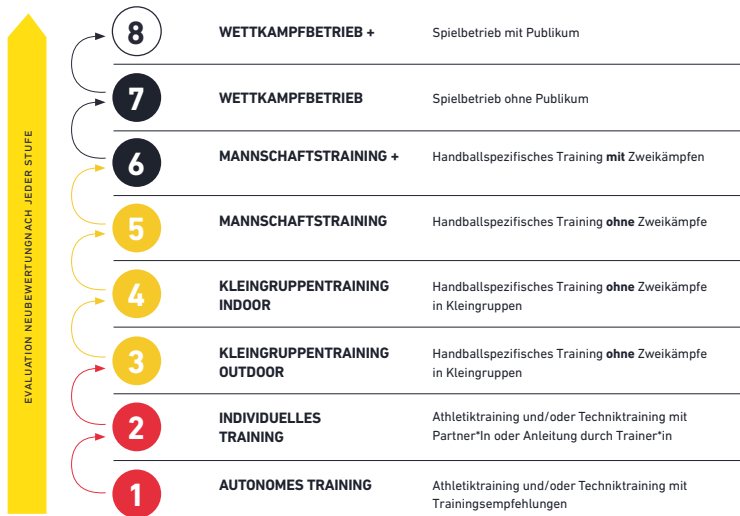 EVALUATION NEUBEWERTUNGNACH JEDER STUFE
8
WETTKAMPFBETRIEB +
Spielbetrieb mit Publikum
7
WETTKAMPFBETRIEB
Spielbetrieb ohne Publikum
6
MANNSCHAFTSTRAINING +
Handballspezifisches Training mit Zweikämpfen
5
MANNSCHAFTSTRAINING
Handballspezifisches Training ohne Zweikämpfe
4
KLEINGRUPPENTRAINING
INDOOR
Handballspezifisches Training ohne Zweikämpfe
in Kleingruppen
3
KLEINGRUPPENTRAINING
OUTDOOR
Handballspezifisches Training ohne Zweikämpfe
in Kleingruppen
2
INDIVIDUELLES
TRAINING
Athletiktraining und/oder Techniktraining mit
Partner*In oder Anleitung durch Trainer*in
1
AUTONOMES TRAINING
Athletiktraining und/oder Techniktraining mit
Trainingsempfehlungen